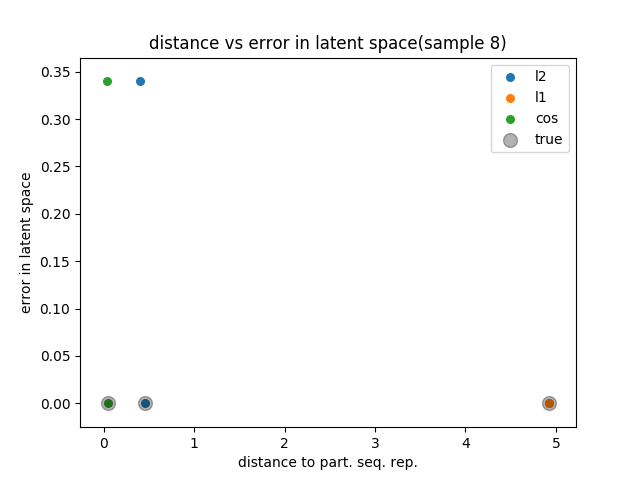 distance vs error in latent space(sample 8)
error in latent space
0.35
0.30
0.25
0.20
0.15
0.10
0.05
0.00
l2
l1
cos
true
0 1 2 3 4 5
distance to part. seq. rep.